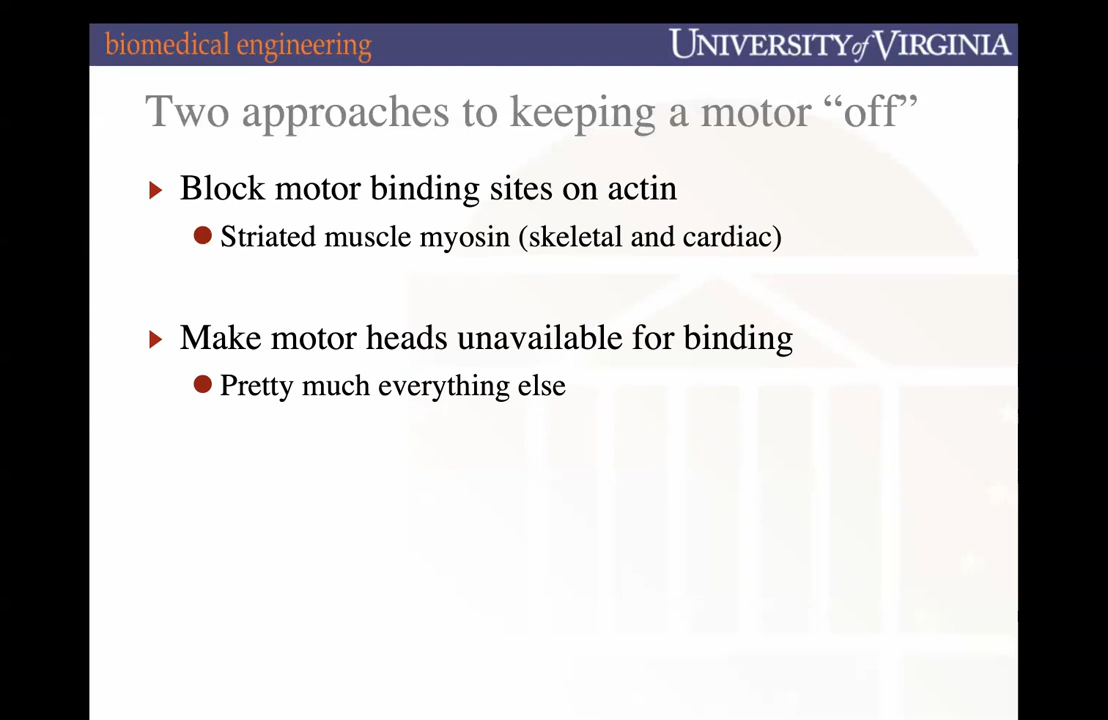 biomedical engineering
UNIVERSITY of VIRGINIA
Two approaches to keeping a motor “off”
Block motor binding sites on actin
Striated muscle myosin (skeletal and cardiac)
Make motor heads unavailable for binding
Pretty much everything else